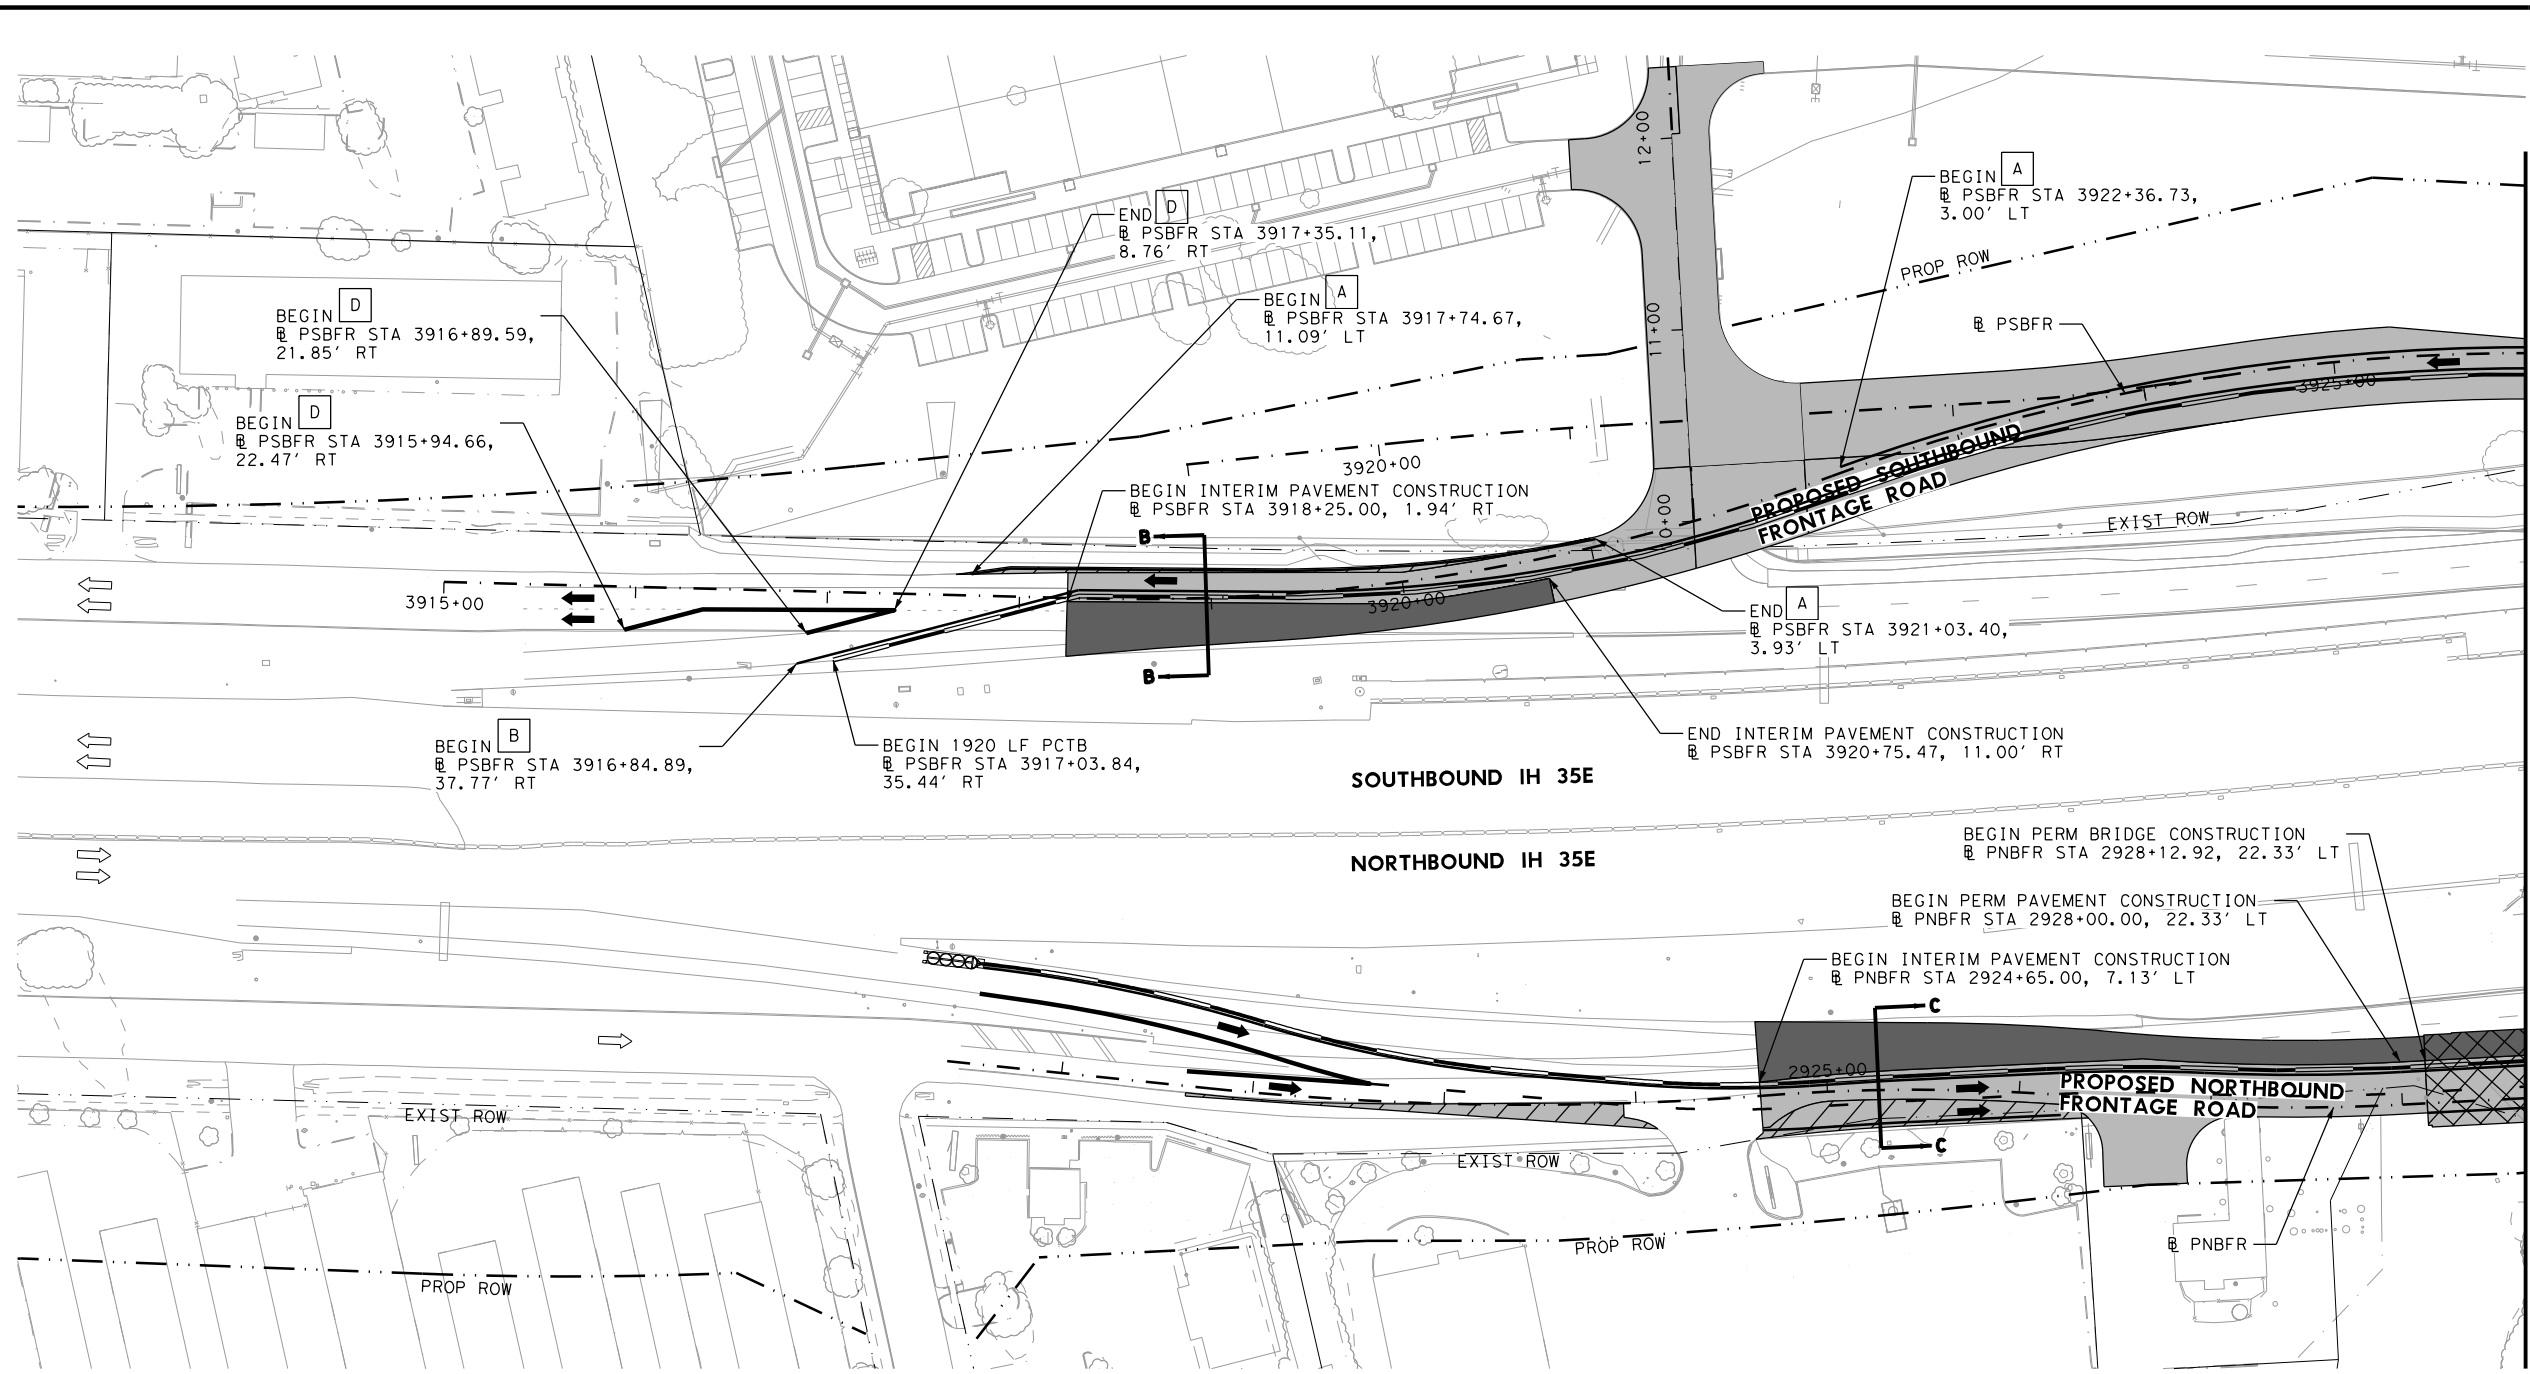 12+00
BEGIN A
℄ PSBFR STA 3922+36.73,
3.00' LT
END D
℄ PSBFR STA 3917+35.11,
8.76' RT
PROP ROW
BEGIN A
℄ PSBFR STA 3917+74.67,
11.09' LT
BEGIN D
℄ PSBFR STA 3916+89.59,
21.85' RT
11+00
℄ PSBFR
3925+00
BEGIN D
℄ PSBFR STA 3915+94.66,
22.47' RT
3920+00
PROPOSED SOUTHBOUND
FRONTAGE ROAD
BEGIN INTERIM PAVEMENT CONSTRUCTION
℄ PSBFR STA 3918+25.00, 1.94' RT
0+00
EXIST ROW
B
3915+00
3920+00
END A
℄ PSBFR STA 3921+03.40,
3.93' LT
B
BEGIN B
℄ PSBFR STA 3916+84.89,
37.77' RT
BEGIN 1920 LF PCTB
℄ PSBFR STA 3917+03.84,
35.44' RT
END INTERIM PAVEMENT CONSTRUCTION
℄ PSBFR STA 3920+75.47, 11.00' RT
SOUTHBOUND IH 35E
BEGIN PERM BRIDGE CONSTRUCTION
℄ PNBFR STA 2928+12.92, 22.33' LT
NORTHBOUND IH 35E
BEGIN PERM PAVEMENT CONSTRUCTION
℄ PNBFR STA 2928+00.00, 22.33' LT
BEGIN INTERIM PAVEMENT CONSTRUCTION
℄ PNBFR STA 2924+65.00, 7.13' LT
C
2925+00
PROPOSED NORTHBOUND
FRONTAGE ROAD
EXIST ROW
C
EXIST ROW
PROP ROW
℄ PNBFR
PROP ROW